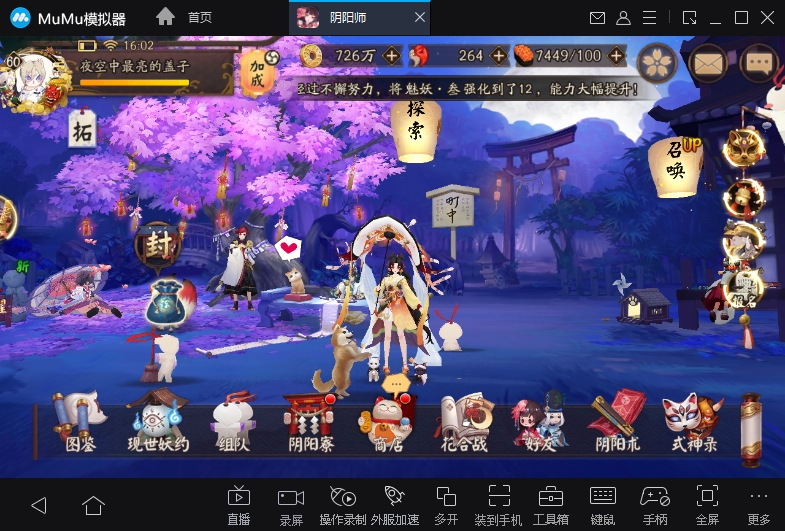 MuMu模拟器
首页
阴阳师
16:02
60
夜空中最亮的盖子
加成
726万
264
7449/100
经过不懈努力，将 魅妖·叁 强化到了12，能力大幅提升！
拓
探索
召唤
UP
町中
封
新
报名
图鉴
现世妖约
组队
阴阳寮
商店
花合战
好友
阴阳术
式神录
直播
录屏
操作录制
外服加速
多开
装到手机
工具箱
键鼠
手柄
全屏
更多